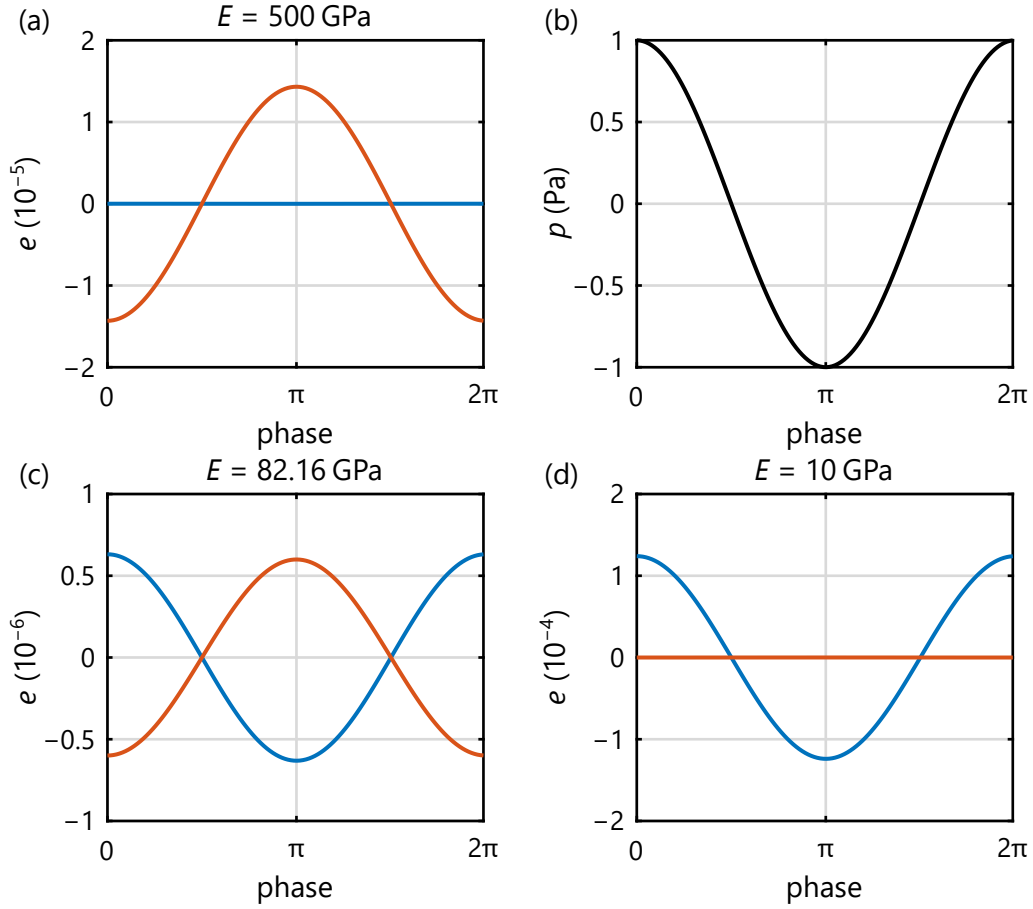 (a)
E = 500 GPa
2
1
0
−1
−2
e (10⁻⁵)
0
π
2π
phase
(b)
1
0.5
0
−0.5
−1
p (Pa)
0
π
2π
phase
(c)
E = 82.16 GPa
1
0.5
0
−0.5
−1
e (10⁻⁶)
0
π
2π
phase
(d)
E = 10 GPa
2
1
0
−1
−2
e (10⁻⁴)
0
π
2π
phase